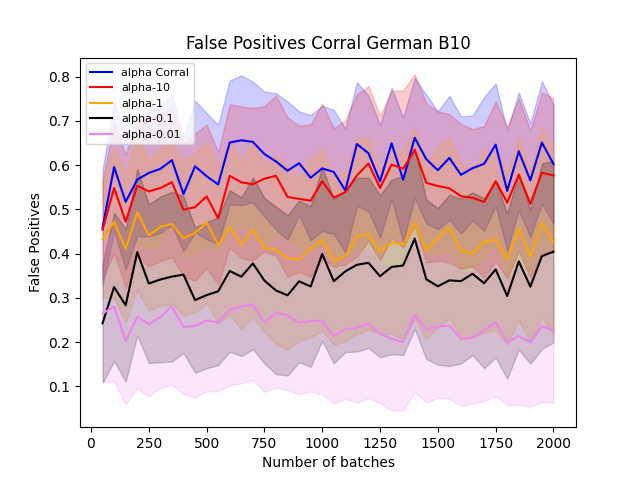 False Positives Corral German B10
alpha Corral
alpha-10
alpha-1
alpha-0.1
alpha-0.01
False Positives
0.8
0.7
0.6
0.5
0.4
0.3
0.2
0.1
0 250 500 750 1000 1250 1500 1750 2000
Number of batches